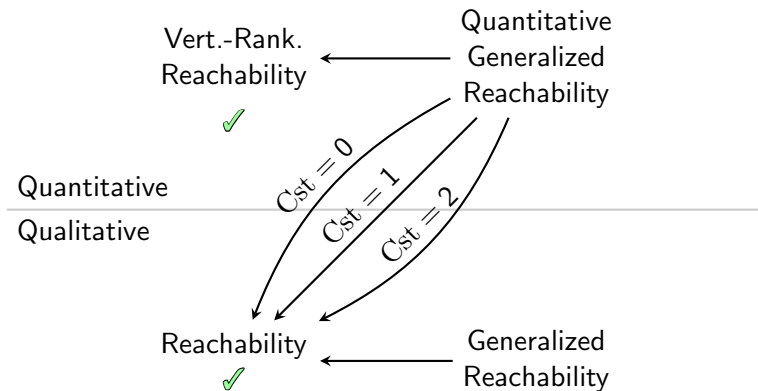 Vert.-Rank.
Reachability
✓
Quantitative
Generalized
Reachability
Cst = 0
Cst = 1
Cst = 2
Quantitative
Qualitative
Reachability
✓
Generalized
Reachability